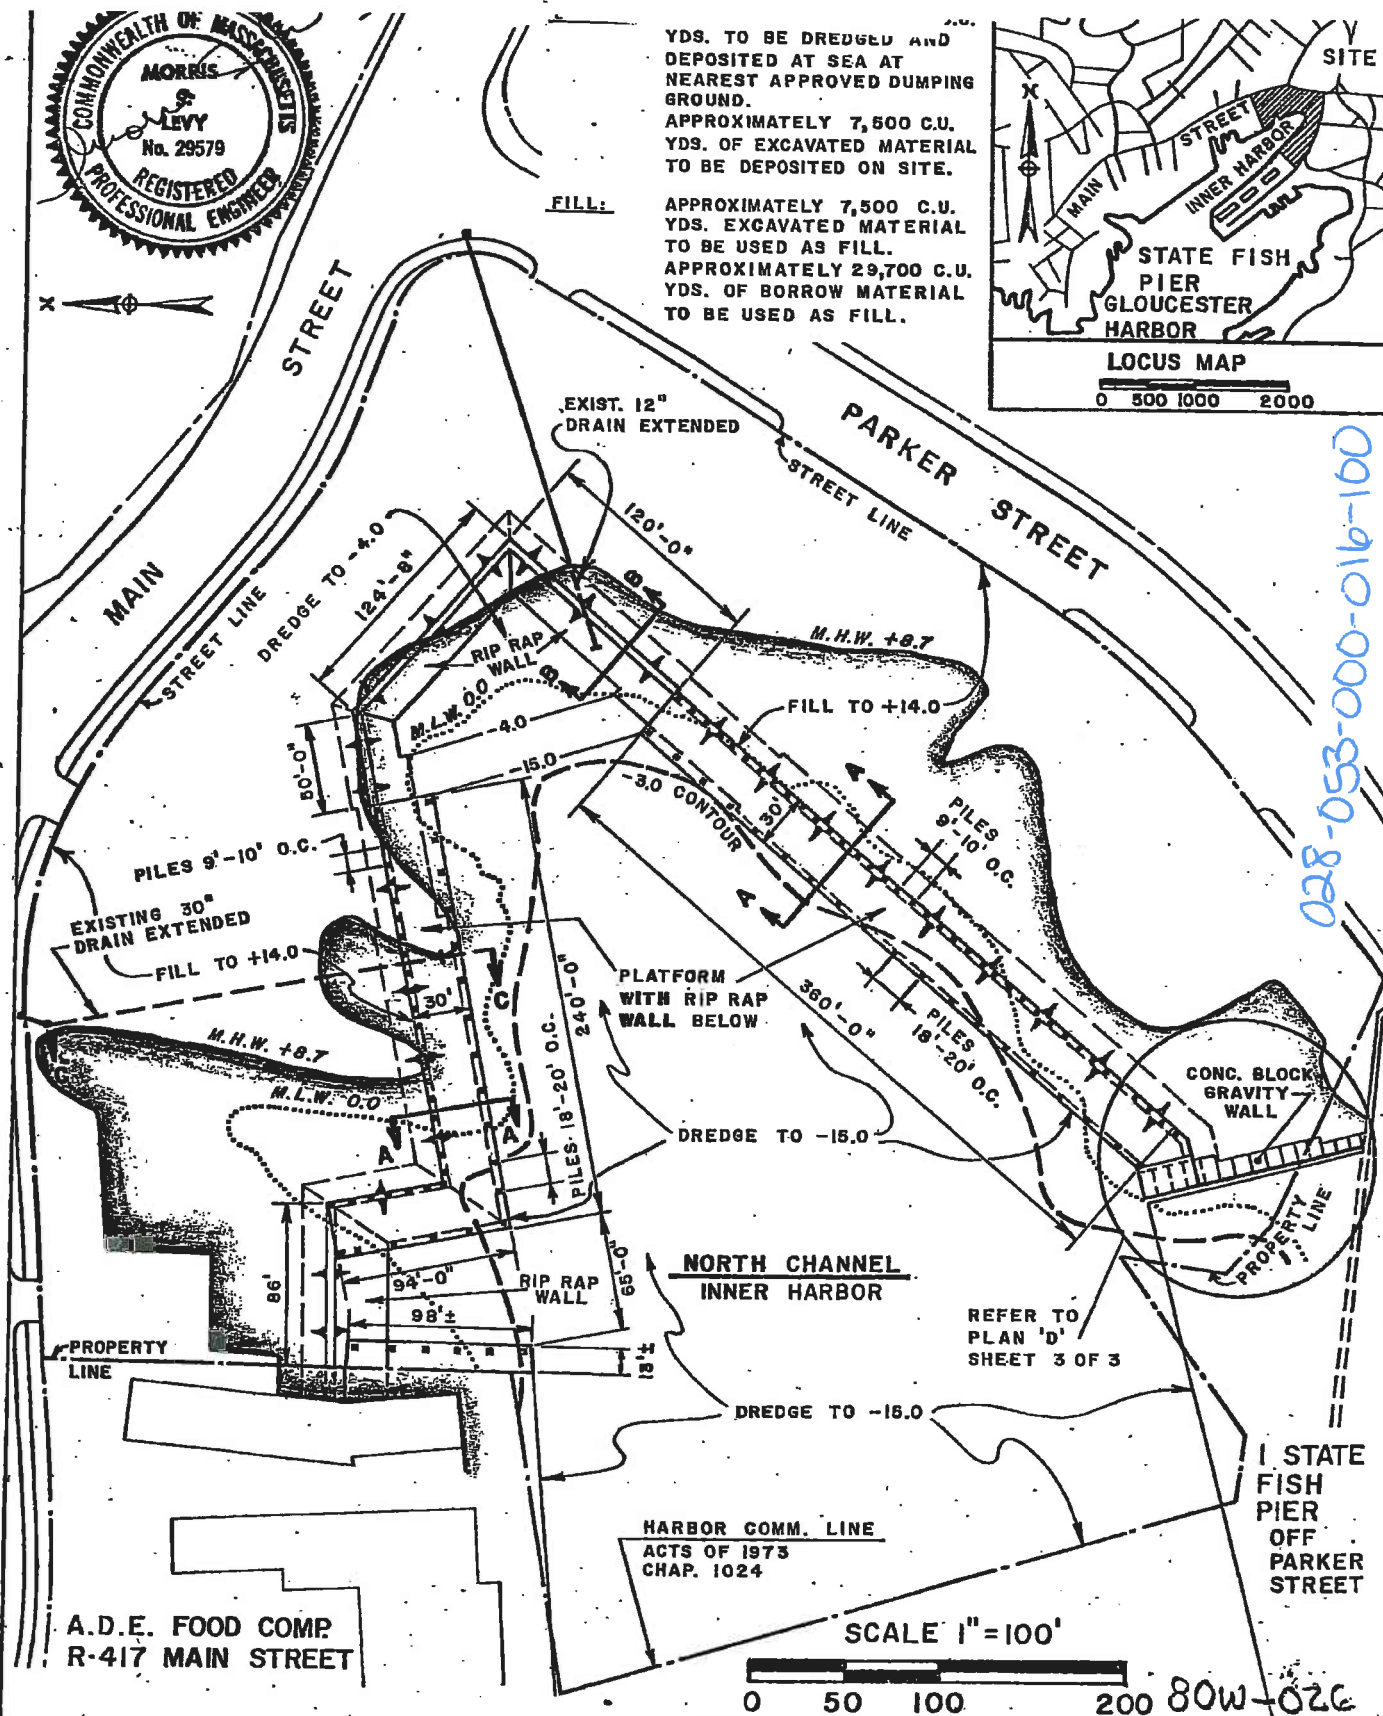 COMMONWEALTH OF MASSACHUSETTS
MORRIS
S.
LEVY
No. 29579
REGISTERED
PROFESSIONAL ENGINEER
YDS. TO BE DREDGED AND
DEPOSITED AT SEA AT
NEAREST APPROVED DUMPING
GROUND.
APPROXIMATELY 7,500 C.U.
YDS. OF EXCAVATED MATERIAL
TO BE DEPOSITED ON SITE.
FILL:
APPROXIMATELY 7,500 C.U.
YDS. EXCAVATED MATERIAL
TO BE USED AS FILL.
APPROXIMATELY 29,700 C.U.
YDS. OF BORROW MATERIAL
TO BE USED AS FILL.
SITE
MAIN STREET
INNER HARBOR
STATE FISH
PIER
GLOUCESTER
HARBOR
LOCUS MAP
0 500 1000 2000
028-053-000-016-100
MAIN STREET
STREET LINE
PARKER STREET
STREET LINE
EXIST. 12"
DRAIN EXTENDED
120'-0"
124'-8"
DREDGE TO -4.0
RIP RAP
WALL
B
B
M.H.W. +8.7
M.L.W. 0.0
-4.0
-15.0
-3.0 CONTOUR
FILL TO +14.0
50'-0"
30'
A
A
PILES
9'-10' O.C.
PILES 9'-10' O.C.
EXISTING 30"
DRAIN EXTENDED
FILL TO +14.0
30'
C
PLATFORM
WITH RIP RAP
WALL BELOW
240'-0"
PILES 18'-20' O.C.
360'-0"
PILES
18'-20' O.C.
M.H.W. +8.7
M.L.W. 0.0
C
A
A
CONC. BLOCK
GRAVITY
WALL
DREDGE TO -15.0
PROPERTY
LINE
NORTH CHANNEL
INNER HARBOR
86'
94'-0"
98'±
RIP RAP
WALL
65'-0"
18'±
REFER TO
PLAN 'D'
SHEET 3 OF 3
PROPERTY
LINE
DREDGE TO -15.0
1 STATE
FISH
PIER
OFF
PARKER
STREET
HARBOR COMM. LINE
ACTS OF 1973
CHAP. 1024
A.D.E. FOOD COMP.
R-417 MAIN STREET
SCALE 1"=100'
0 50 100 200
80W-026